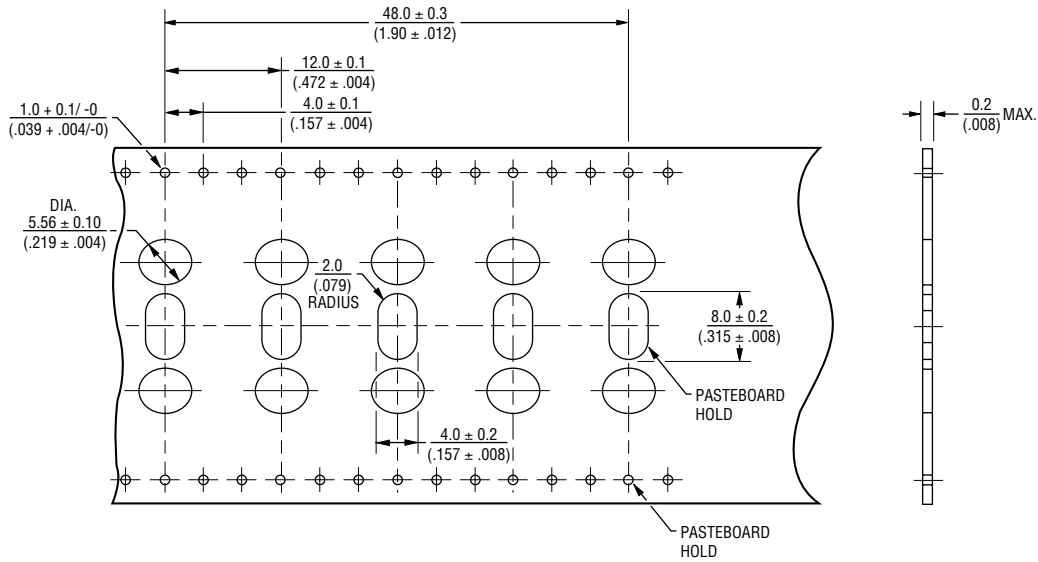 48.0 ± 0.3
(1.90 ± .012)
12.0 ± 0.1
(.472 ± .004)
4.0 ± 0.1
(.157 ± .004)
1.0 + 0.1/ -0
(.039 + .004/-0)
0.2
(.008)
MAX.
DIA.
5.56 ± 0.10
(.219 ± .004)
2.0
(.079)
RADIUS
8.0 ± 0.2
(.315 ± .008)
PASTEBOARD
HOLD
4.0 ± 0.2
(.157 ± .008)
PASTEBOARD
HOLD